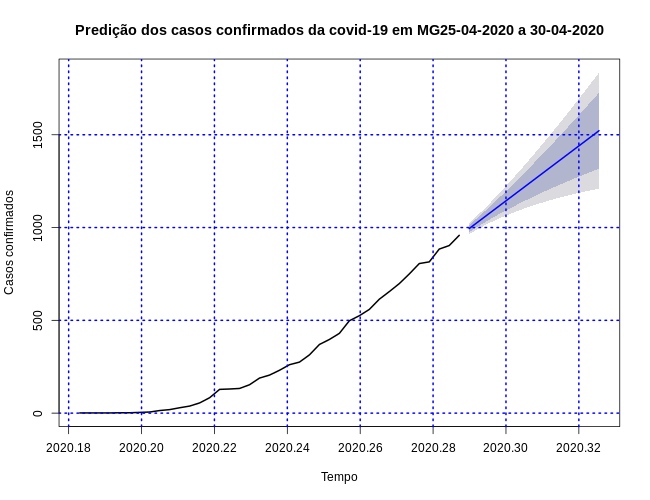 Predição dos casos confirmados da covid-19 em MG25-04-2020 a 30-04-2020
Casos confirmados
1500
1000
500
0
2020.18 2020.20 2020.22 2020.24 2020.26 2020.28 2020.30 2020.32
Tempo